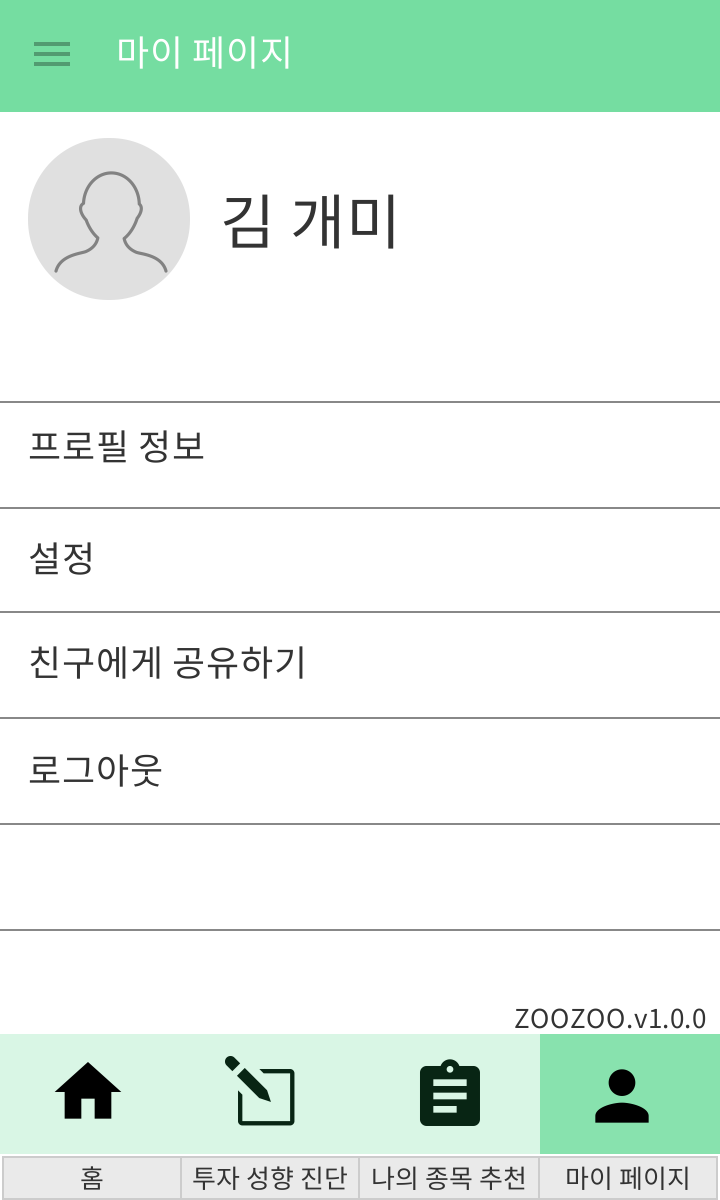 마이 페이지
김 개미
프로필 정보
설정
친구에게 공유하기
로그아웃
ZOOZOO.v1.0.0
홈
투자 성향 진단
나의 종목 추천
마이 페이지